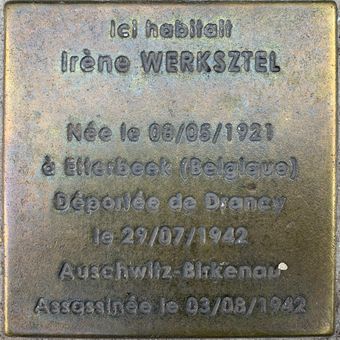 Ici habitait
Irène WERKSZTEL
Née le 08/05/1921
à Etterbeek (Belgique)
Déportée de Drancy
le 29/07/1942
Auschwitz-Birkenau
Assassinée le 03/08/1942